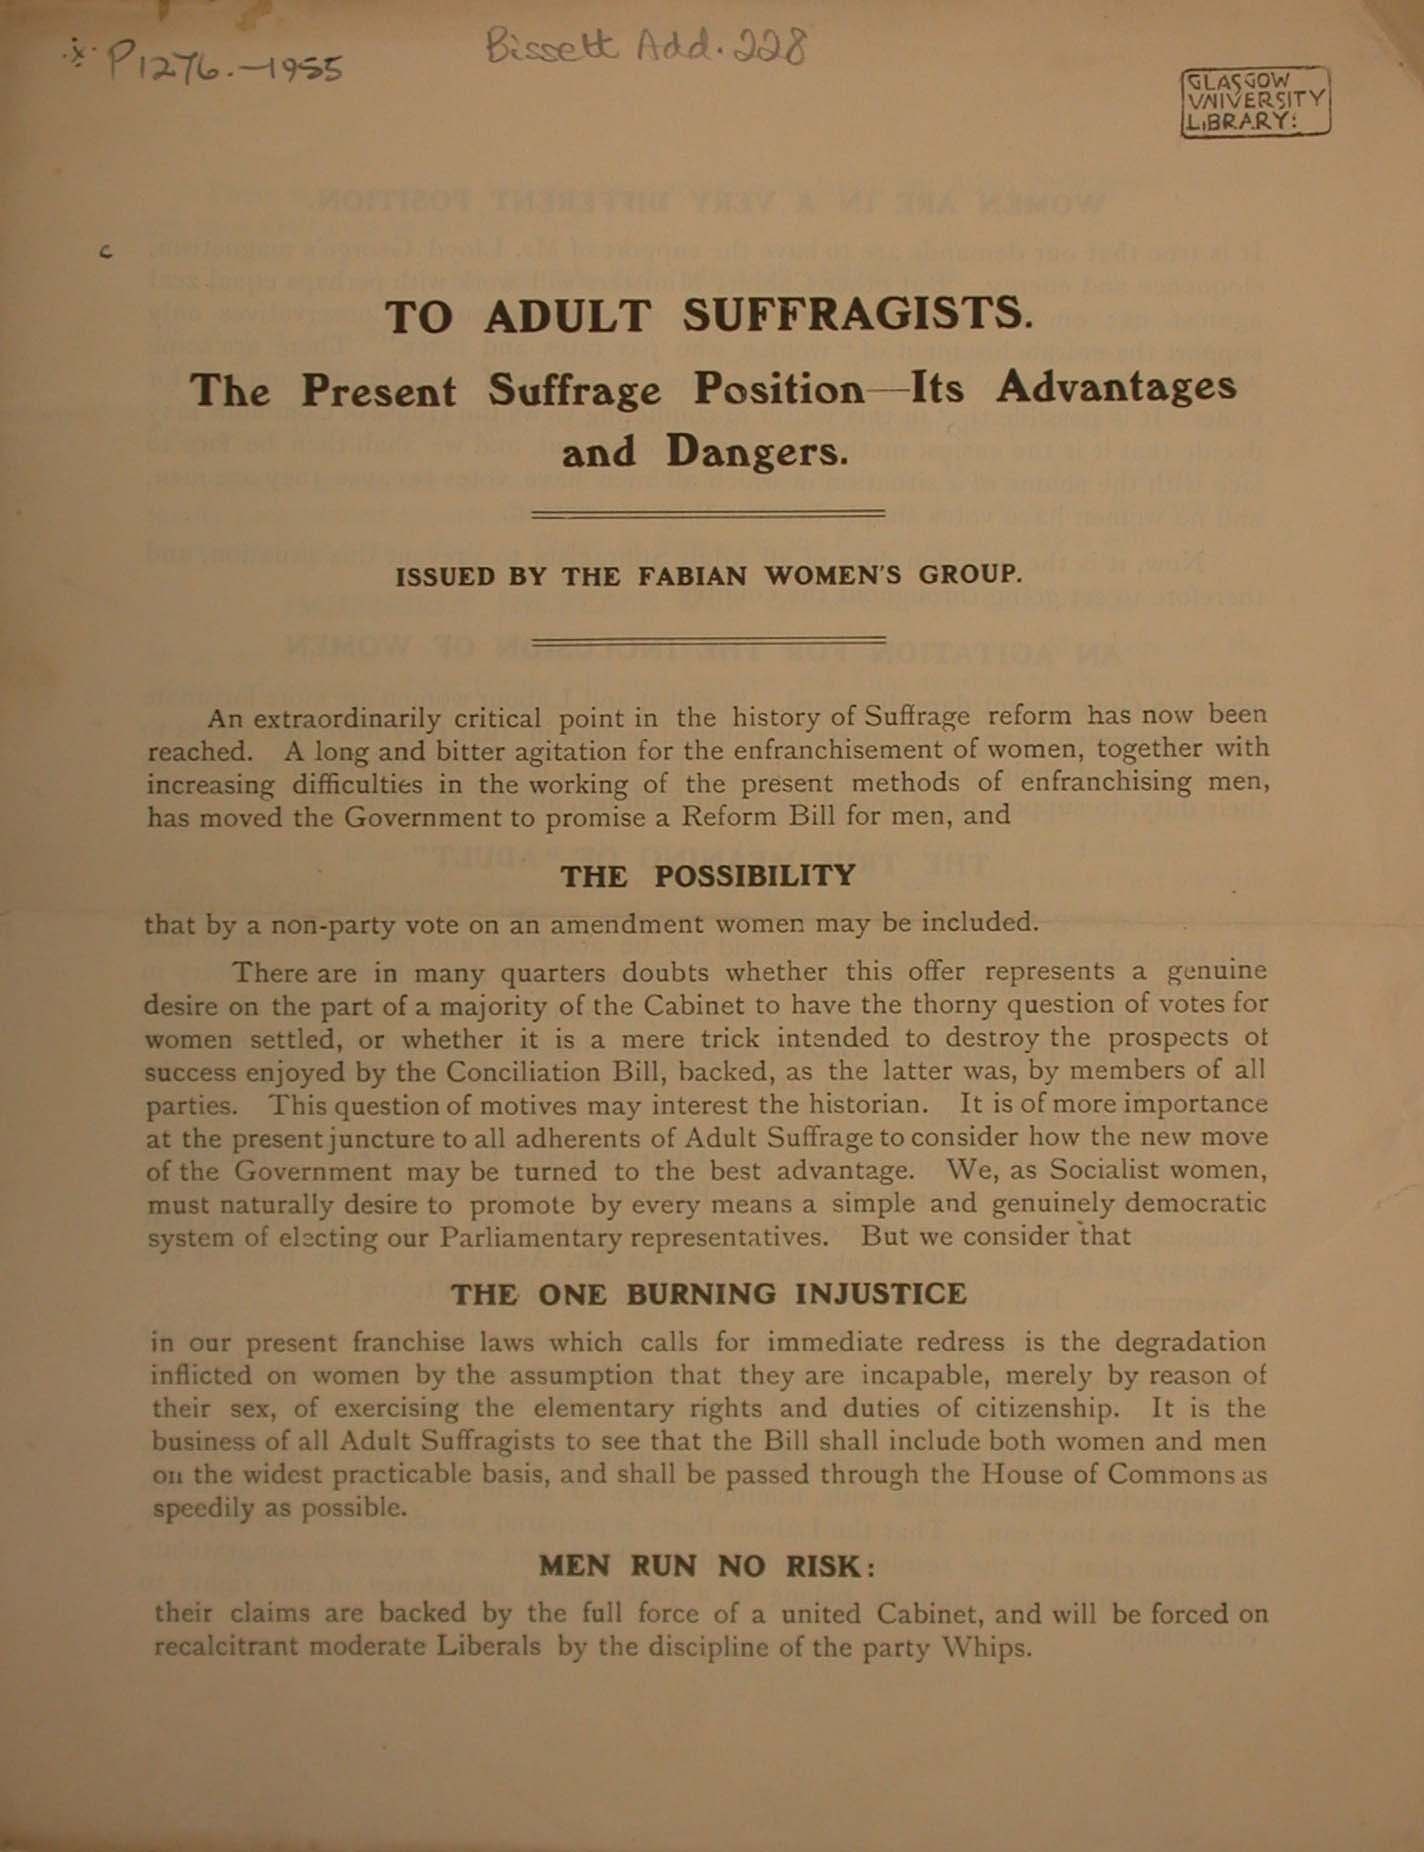 P1276.-1955
Bissett Add. 228
GLASGOW
UNIVERSITY
LIBRARY:
c
TO ADULT SUFFRAGISTS.
The Present Suffrage Position—Its Advantages
and Dangers.
ISSUED BY THE FABIAN WOMEN'S GROUP.
An extraordinarily critical point in the history of Suffrage reform has now been
reached. A long and bitter agitation for the enfranchisement of women, together with
increasing difficulties in the working of the present methods of enfranchising men,
has moved the Government to promise a Reform Bill for men, and
THE POSSIBILITY
that by a non-party vote on an amendment women may be included.
There are in many quarters doubts whether this offer represents a genuine
desire on the part of a majority of the Cabinet to have the thorny question of votes for
women settled, or whether it is a mere trick intended to destroy the prospects of
success enjoyed by the Conciliation Bill, backed, as the latter was, by members of all
parties. This question of motives may interest the historian. It is of more importance
at the present juncture to all adherents of Adult Suffrage to consider how the new move
of the Government may be turned to the best advantage. We, as Socialist women,
must naturally desire to promote by every means a simple and genuinely democratic
system of electing our Parliamentary representatives. But we consider that
THE ONE BURNING INJUSTICE
in our present franchise laws which calls for immediate redress is the degradation
inflicted on women by the assumption that they are incapable, merely by reason of
their sex, of exercising the elementary rights and duties of citizenship. It is the
business of all Adult Suffragists to see that the Bill shall include both women and men
on the widest practicable basis, and shall be passed through the House of Commons as
speedily as possible.
MEN RUN NO RISK:
their claims are backed by the full force of a united Cabinet, and will be forced on
recalcitrant moderate Liberals by the discipline of the party Whips.